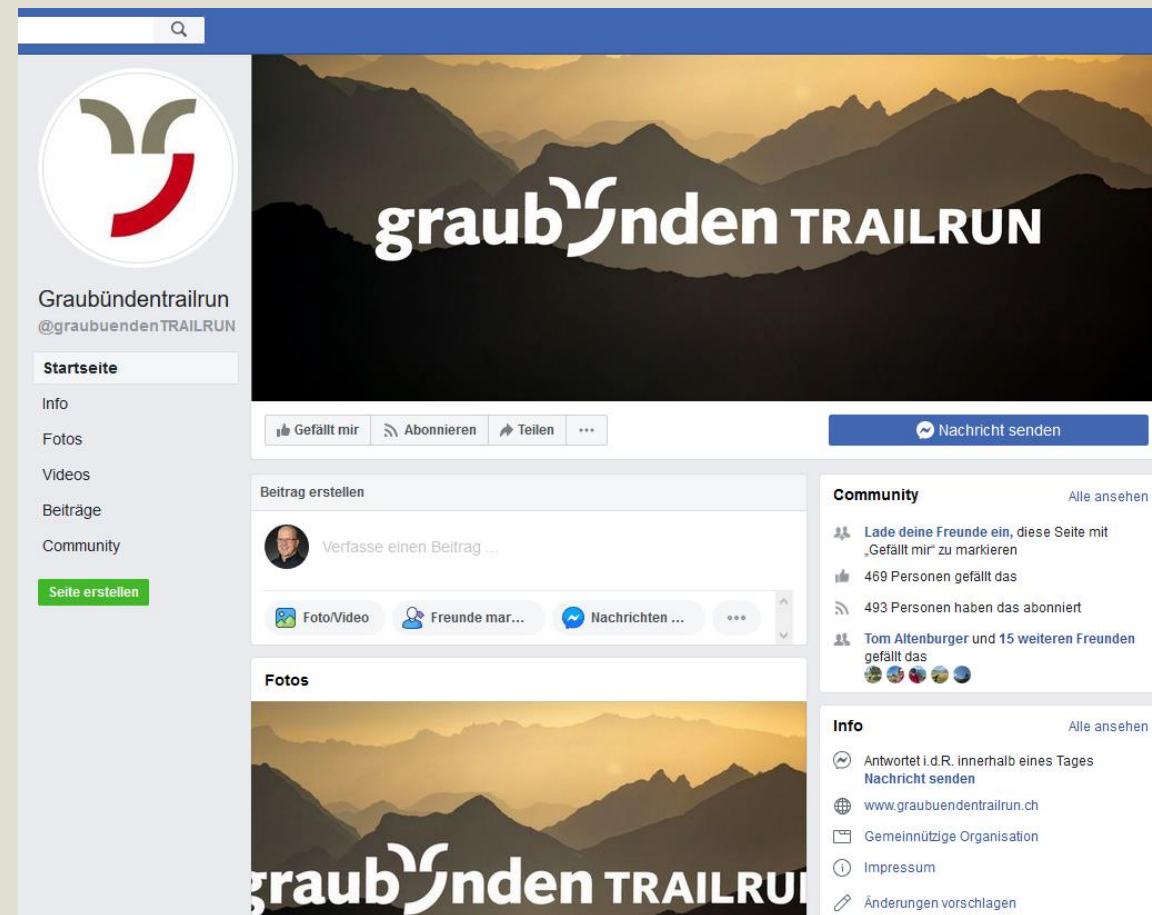 graubünden TRAILRUN
Graubündentrailrun
@graubuendenTRAILRUN
Startseite
Info
Fotos
Videos
Beiträge
Community
Seite erstellen
Gefällt mir
Abonnieren
Teilen
Nachricht senden
Beitrag erstellen
Verfasse einen Beitrag ...
Foto/Video
Freunde mar...
Nachrichten ...
Fotos
graubünden TRAILRU
Community
Alle ansehen
Lade deine Freunde ein, diese Seite mit
„Gefällt mir“ zu markieren
469 Personen gefällt das
493 Personen haben das abonniert
Tom Altenburger und 15 weiteren Freunden
gefällt das
Info
Alle ansehen
Antwortet i.d.R. innerhalb eines Tages
Nachricht senden
www.graubuendentrailrun.ch
Gemeinnützige Organisation
Impressum
Änderungen vorschlagen